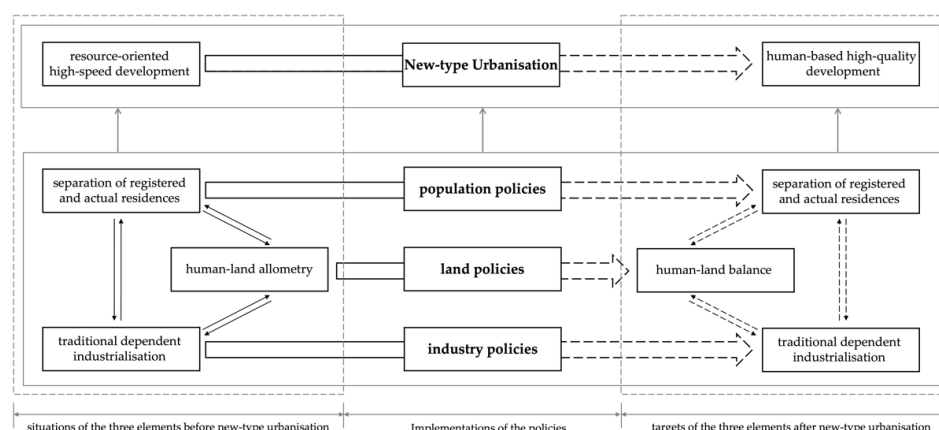 resource-oriented
high-speed development
New-type Urbanisation
human-based high-quality
development
separation of registered
and actual residences
population policies
separation of registered
and actual residences
human-land allometry
land policies
human-land balance
traditional dependent
industrialisation
industry policies
traditional dependent
industrialisation
situations of the three elements before new-type urbanisation
Implementations of the policies
targets of the three elements after new-type urbanisation